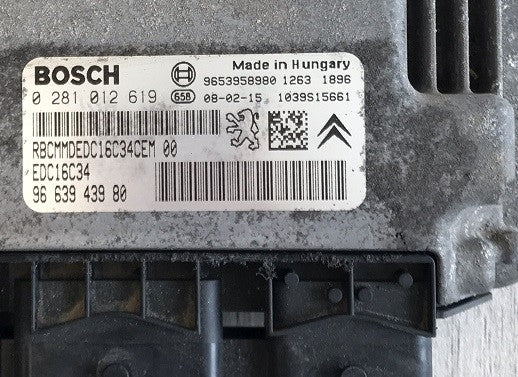 BOSCH Made in Hungary
9653958980 1263 1896
0 281 012 619 658 08-02-15 1039S15661
RBCMMDEDC16C34CEM 00
EDC16C34
96 639 439 80